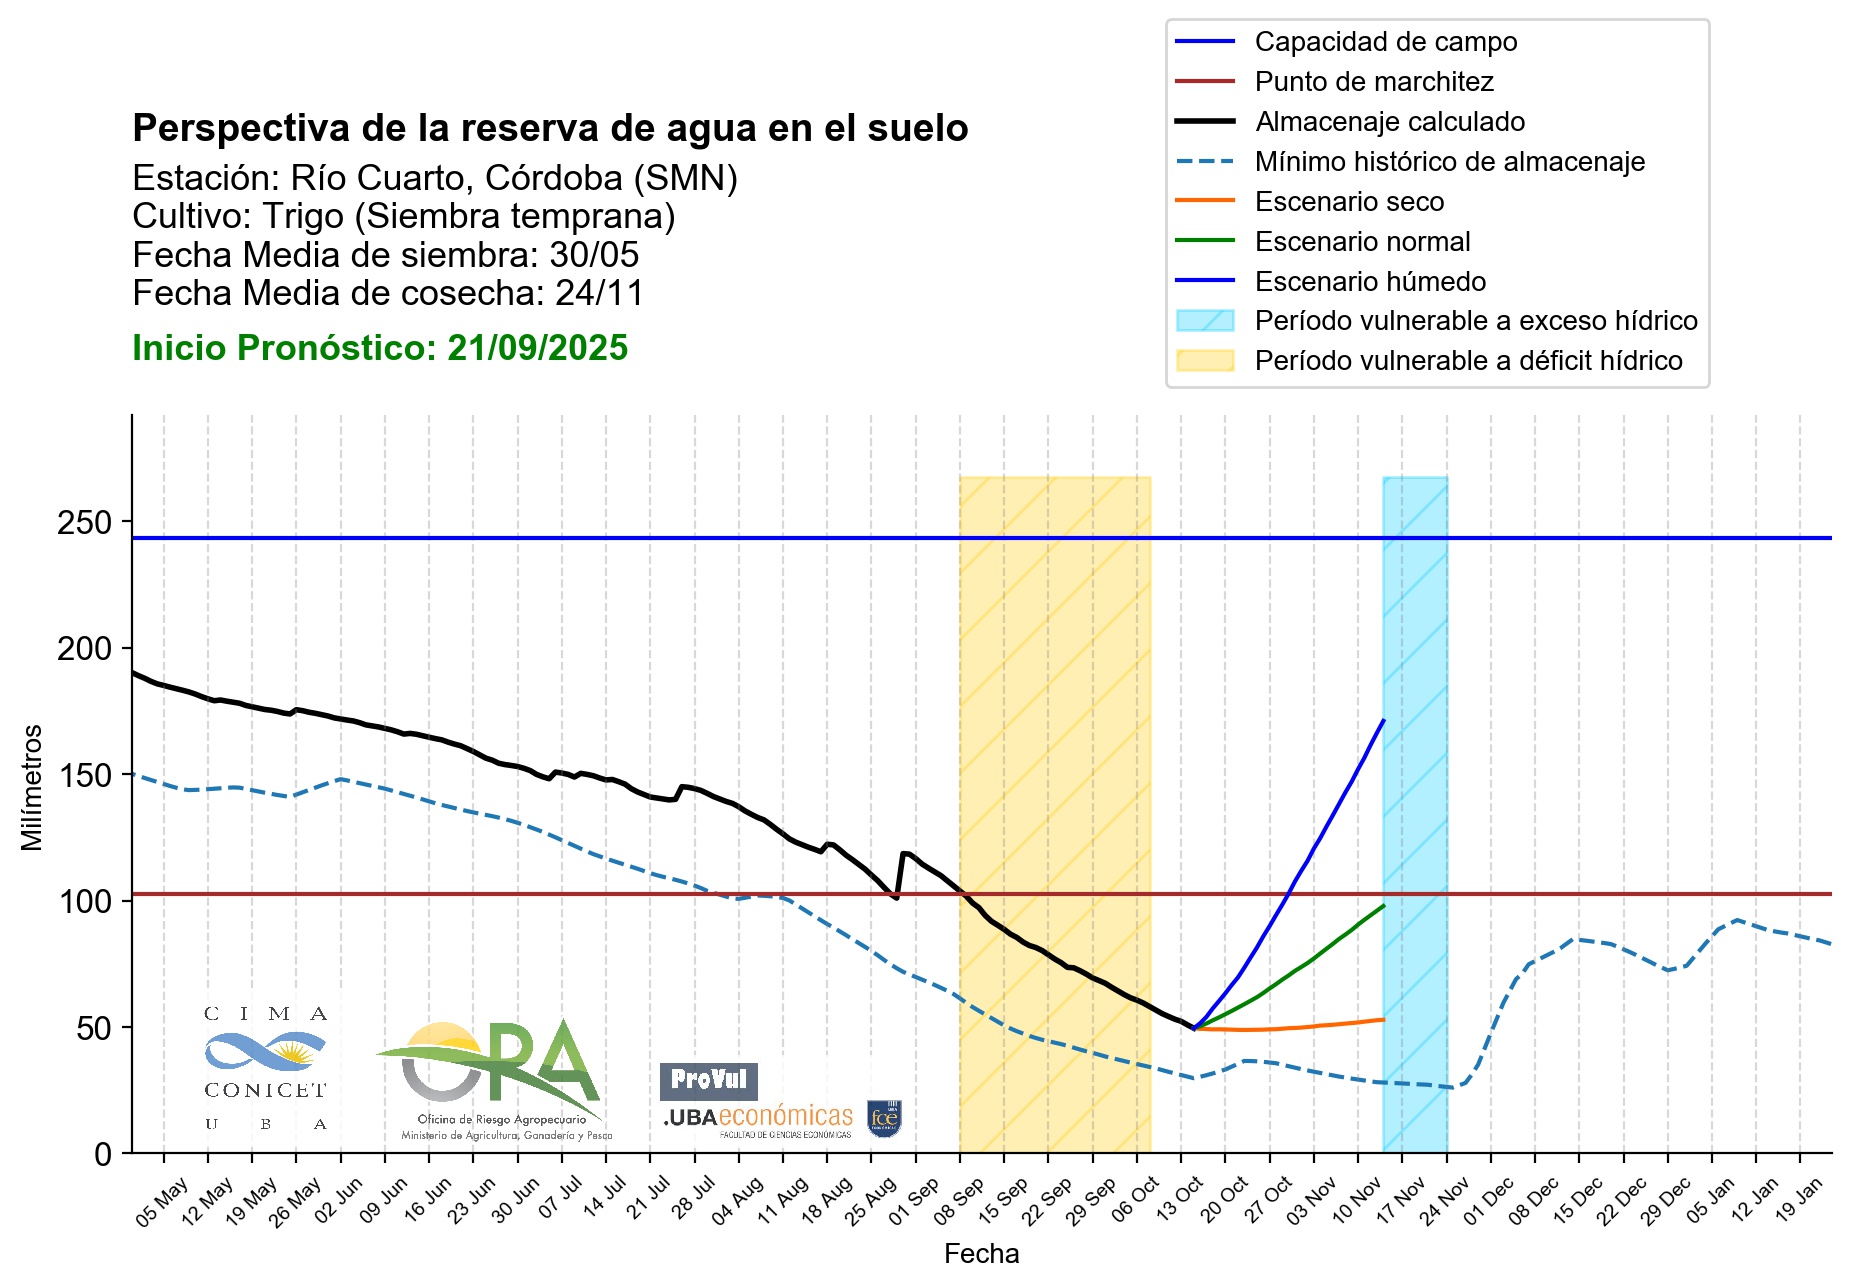 Capacidad de campo
Punto de marchitez
Almacenaje calculado
Mínimo histórico de almacenaje
Escenario seco
Escenario normal
Escenario húmedo
Período vulnerable a exceso hídrico
Período vulnerable a déficit hídrico
Perspectiva de la reserva de agua en el suelo
Estación: Río Cuarto, Córdoba (SMN)
Cultivo: Trigo (Siembra temprana)
Fecha Media de siembra: 30/05
Fecha Media de cosecha: 24/11
Inicio Pronóstico: 21/09/2025
250
200
150
100
50
0
Milímetros
C I M A
CONICET
U B A
ORA
Oficina de Riesgo Agropecuario
Ministerio de Agricultura, Ganadería y Pesca
ProVul
.UBAeconómicas
FACULTAD DE CIENCIAS ECONÓMICAS
UBA
fce
ECONÓMICAS
05 May
12 May
19 May
26 May
02 Jun
09 Jun
16 Jun
23 Jun
30 Jun
07 Jul
14 Jul
21 Jul
28 Jul
04 Aug
11 Aug
18 Aug
25 Aug
01 Sep
08 Sep
15 Sep
22 Sep
29 Sep
06 Oct
13 Oct
20 Oct
27 Oct
03 Nov
10 Nov
17 Nov
24 Nov
01 Dec
08 Dec
15 Dec
22 Dec
29 Dec
05 Jan
12 Jan
19 Jan
Fecha